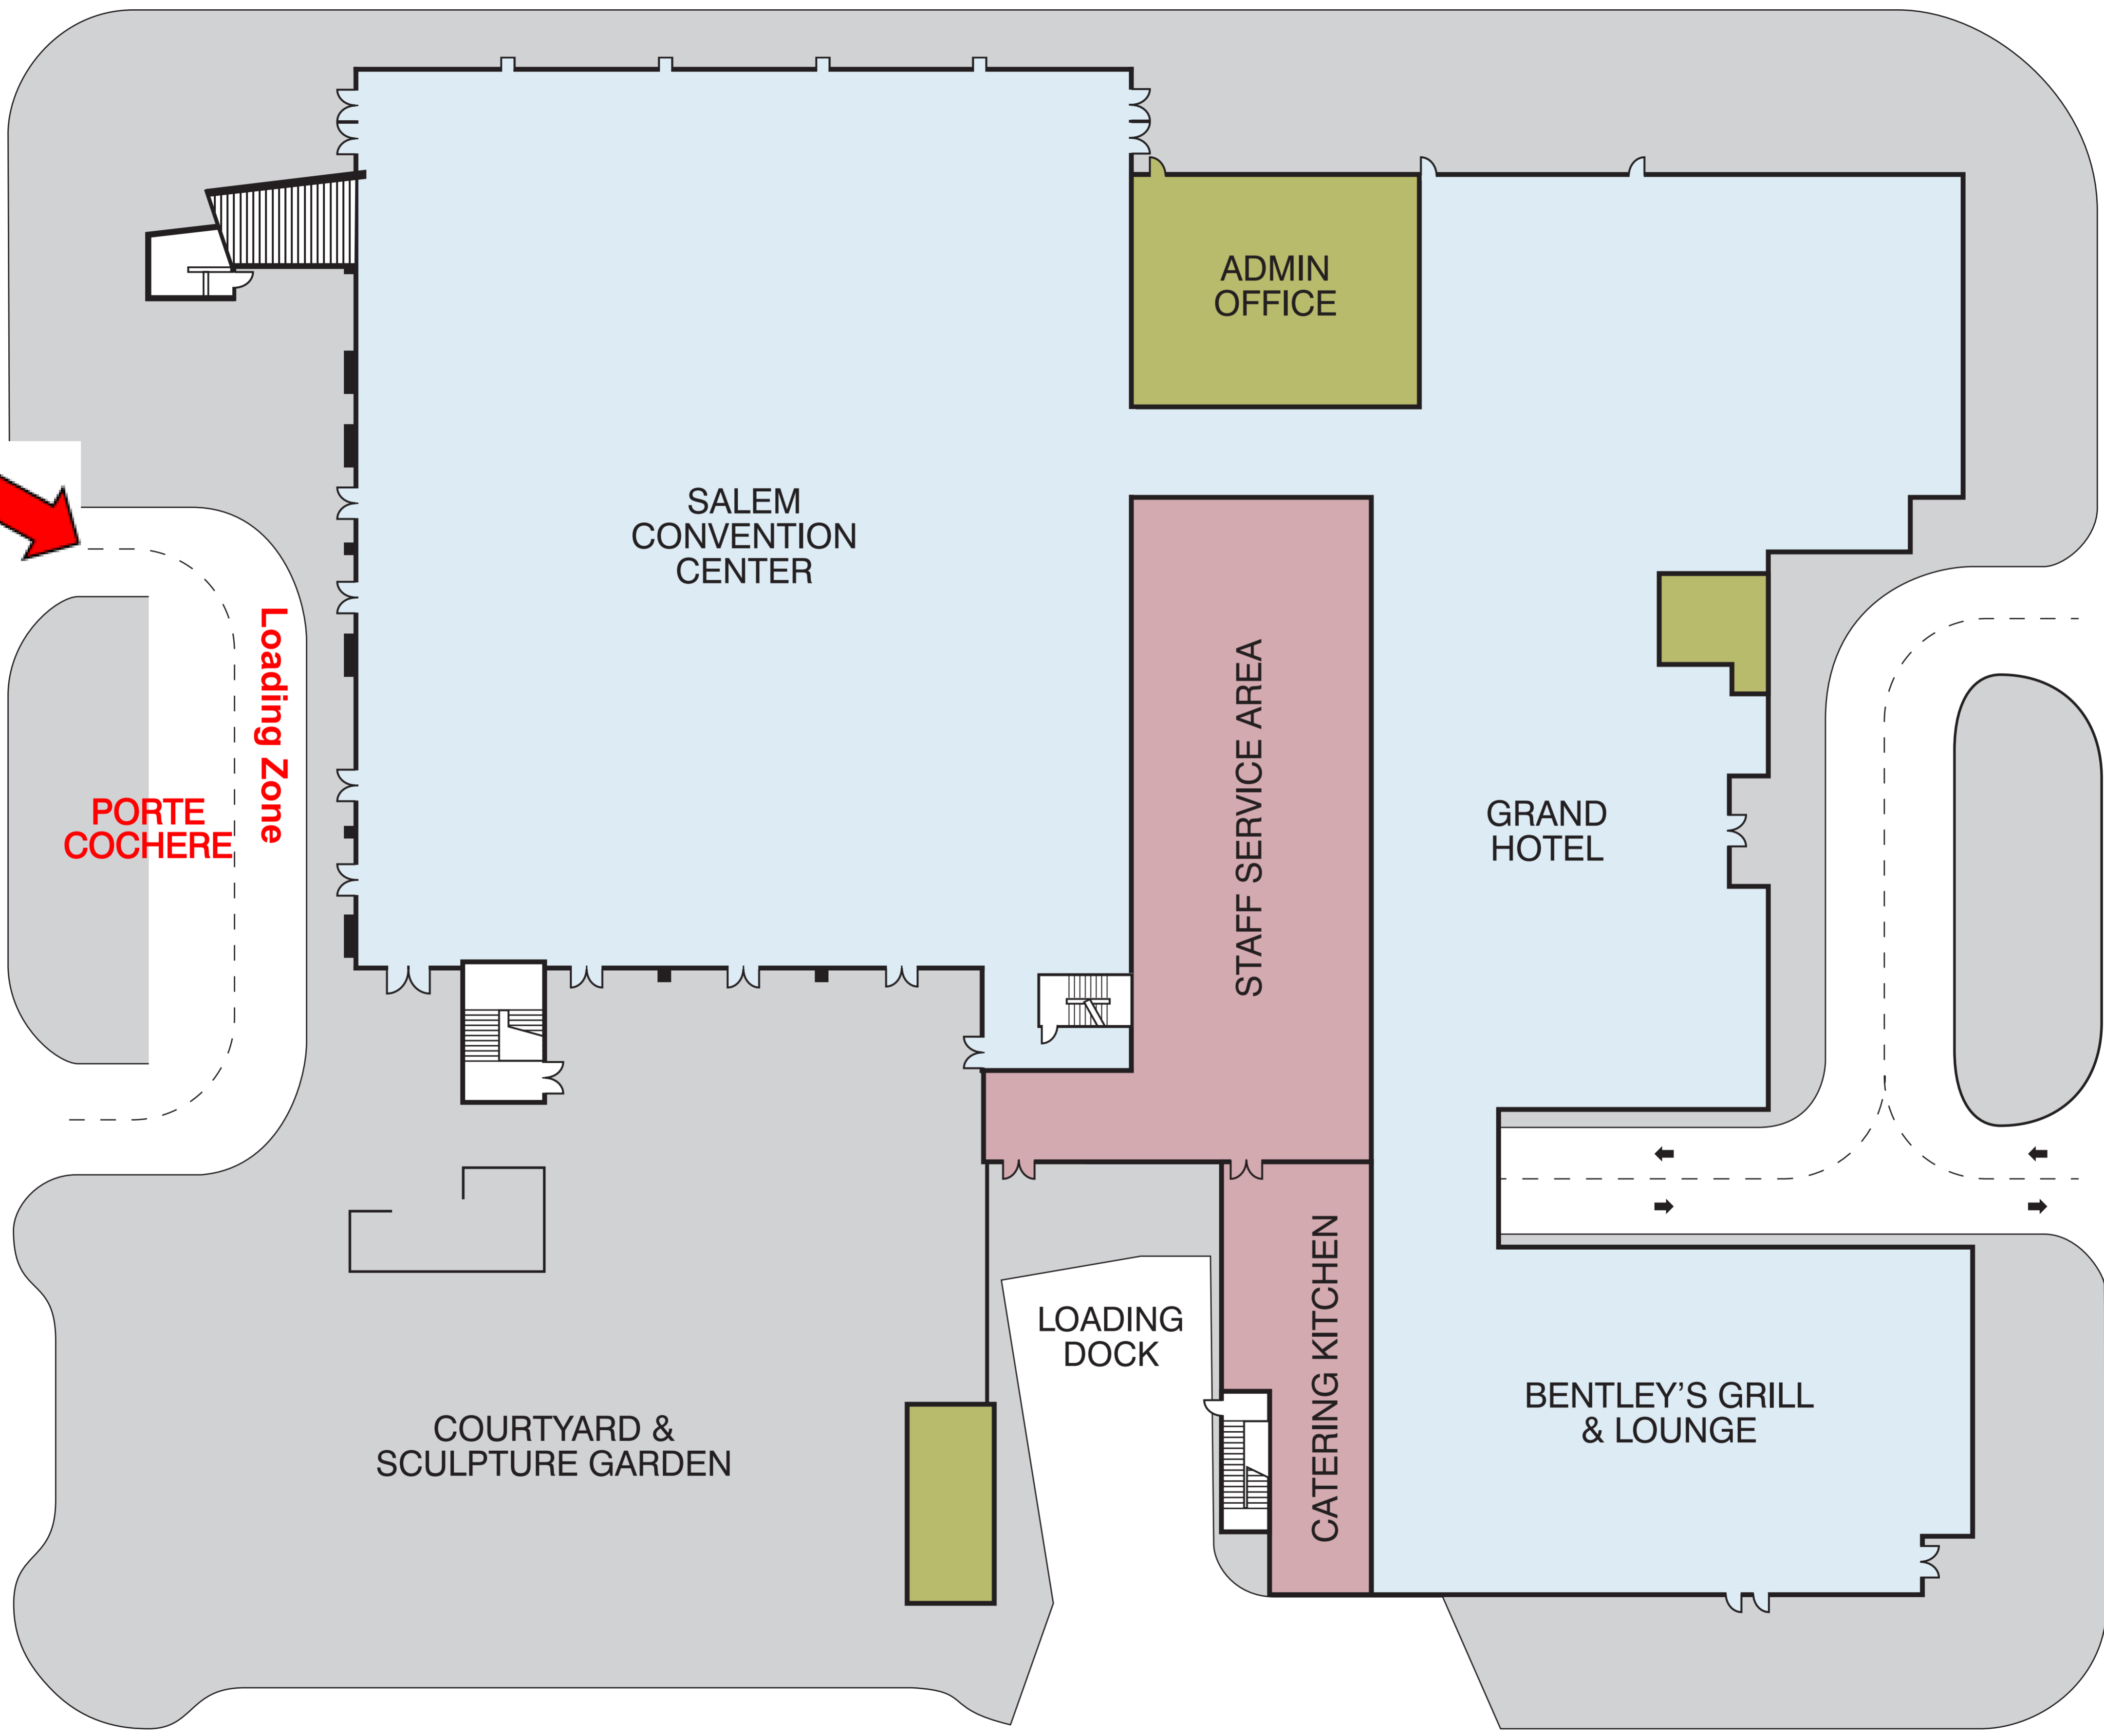 ADMIN
OFFICE
SALEM
CONVENTION
CENTER
Loading Zone
PORTE
COCHERE
STAFF SERVICE AREA
GRAND
HOTEL
LOADING
DOCK
CATERING KITCHEN
BENTLEY’S GRILL
& LOUNGE
COURTYARD &
SCULPTURE GARDEN